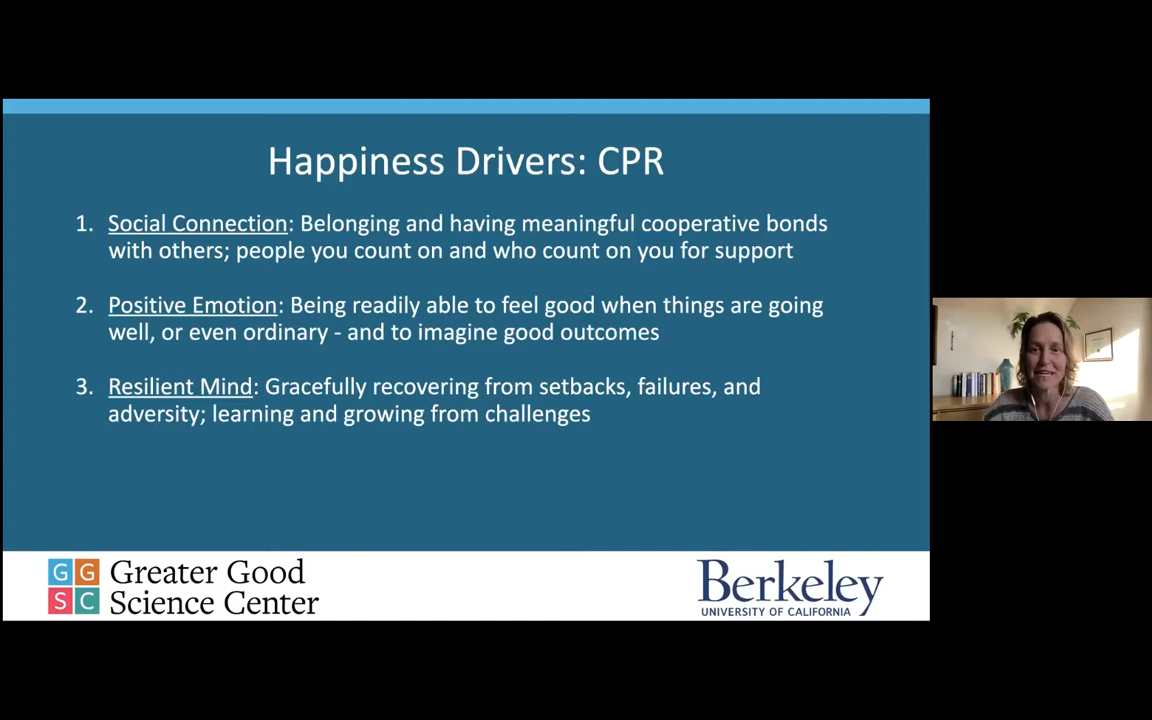 Happiness Drivers: CPR
1. Social Connection: Belonging and having meaningful cooperative bonds
with others; people you count on and who count on you for support
2. Positive Emotion: Being readily able to feel good when things are going
well, or even ordinary - and to imagine good outcomes
3. Resilient Mind: Gracefully recovering from setbacks, failures, and
adversity; learning and growing from challenges
GG
SC
Greater Good
Science Center
Berkeley
UNIVERSITY OF CALIFORNIA